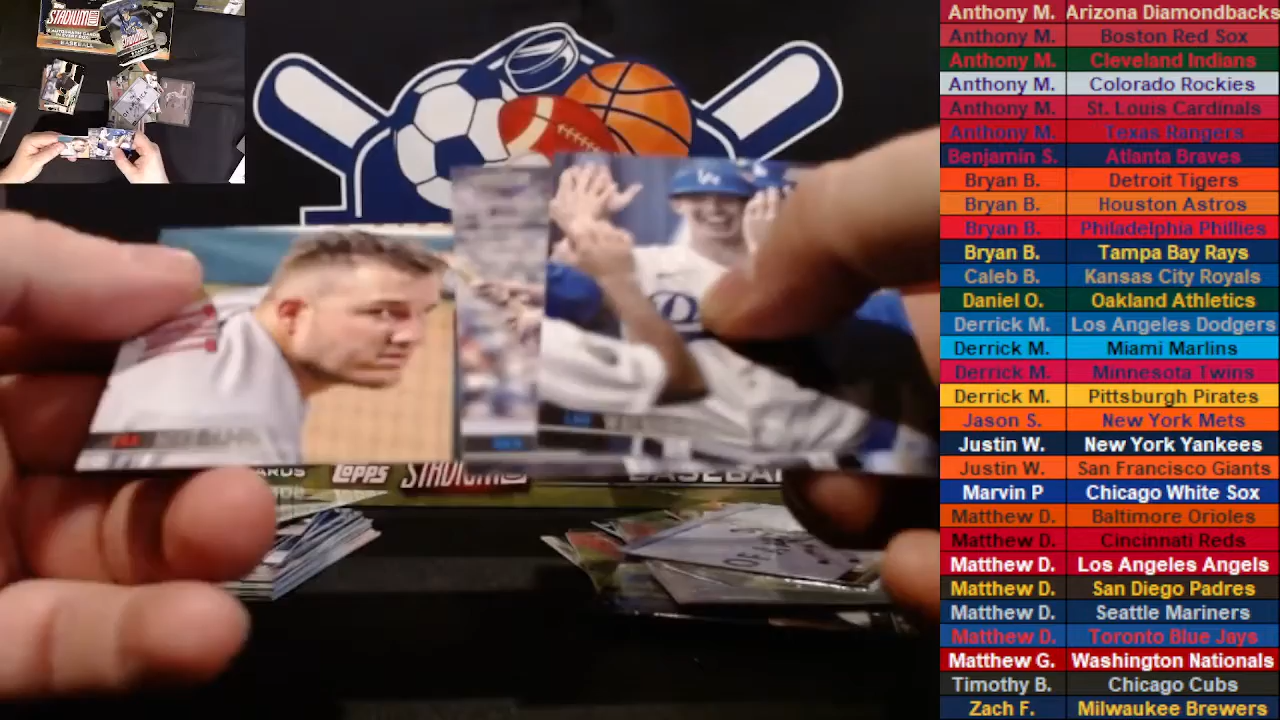 STADIUM
BASEBALL
TOPPS STADIUM
Anthony M. Arizona Diamondbacks
Anthony M. Boston Red Sox
Anthony M. Cleveland Indians
Anthony M. Colorado Rockies
Anthony M. St. Louis Cardinals
Anthony M. Texas Rangers
Benjamin S. Atlanta Braves
Bryan B. Detroit Tigers
Bryan B. Houston Astros
Bryan B. Philadelphia Phillies
Bryan B. Tampa Bay Rays
Caleb B. Kansas City Royals
Daniel O. Oakland Athletics
Derrick M. Los Angeles Dodgers
Derrick M. Miami Marlins
Derrick M. Minnesota Twins
Derrick M. Pittsburgh Pirates
Jason S. New York Mets
Justin W. New York Yankees
Justin W. San Francisco Giants
Marvin P Chicago White Sox
Matthew D. Baltimore Orioles
Matthew D. Cincinnati Reds
Matthew D. Los Angeles Angels
Matthew D. San Diego Padres
Matthew D. Seattle Mariners
Matthew D. Toronto Blue Jays
Matthew G. Washington Nationals
Timothy B. Chicago Cubs
Zach F. Milwaukee Brewers